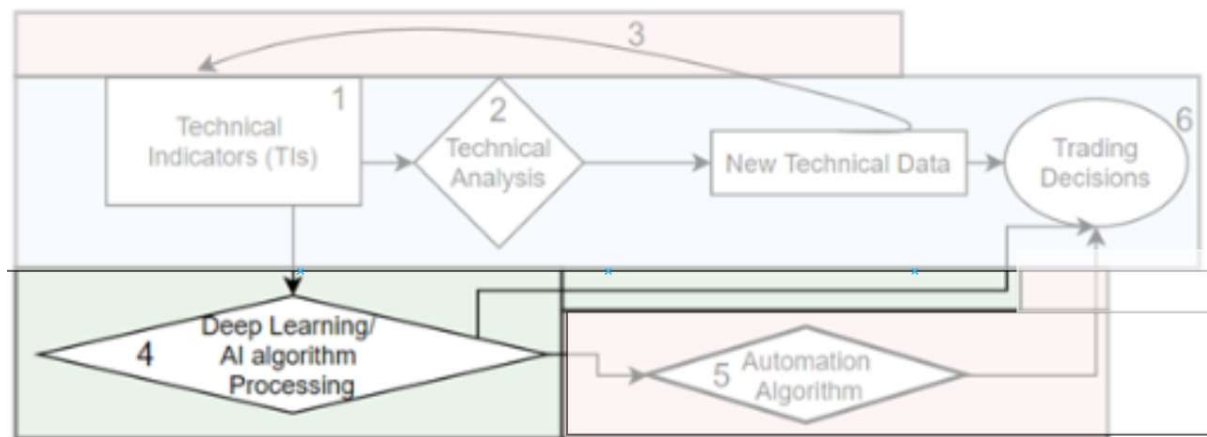 3
1
Technical
Indicators (TIs)
2
Technical
Analysis
New Technical Data
6
Trading
Decisions
Deep Learning/
4 AI algorithm
Processing
5 Automation
Algorithm